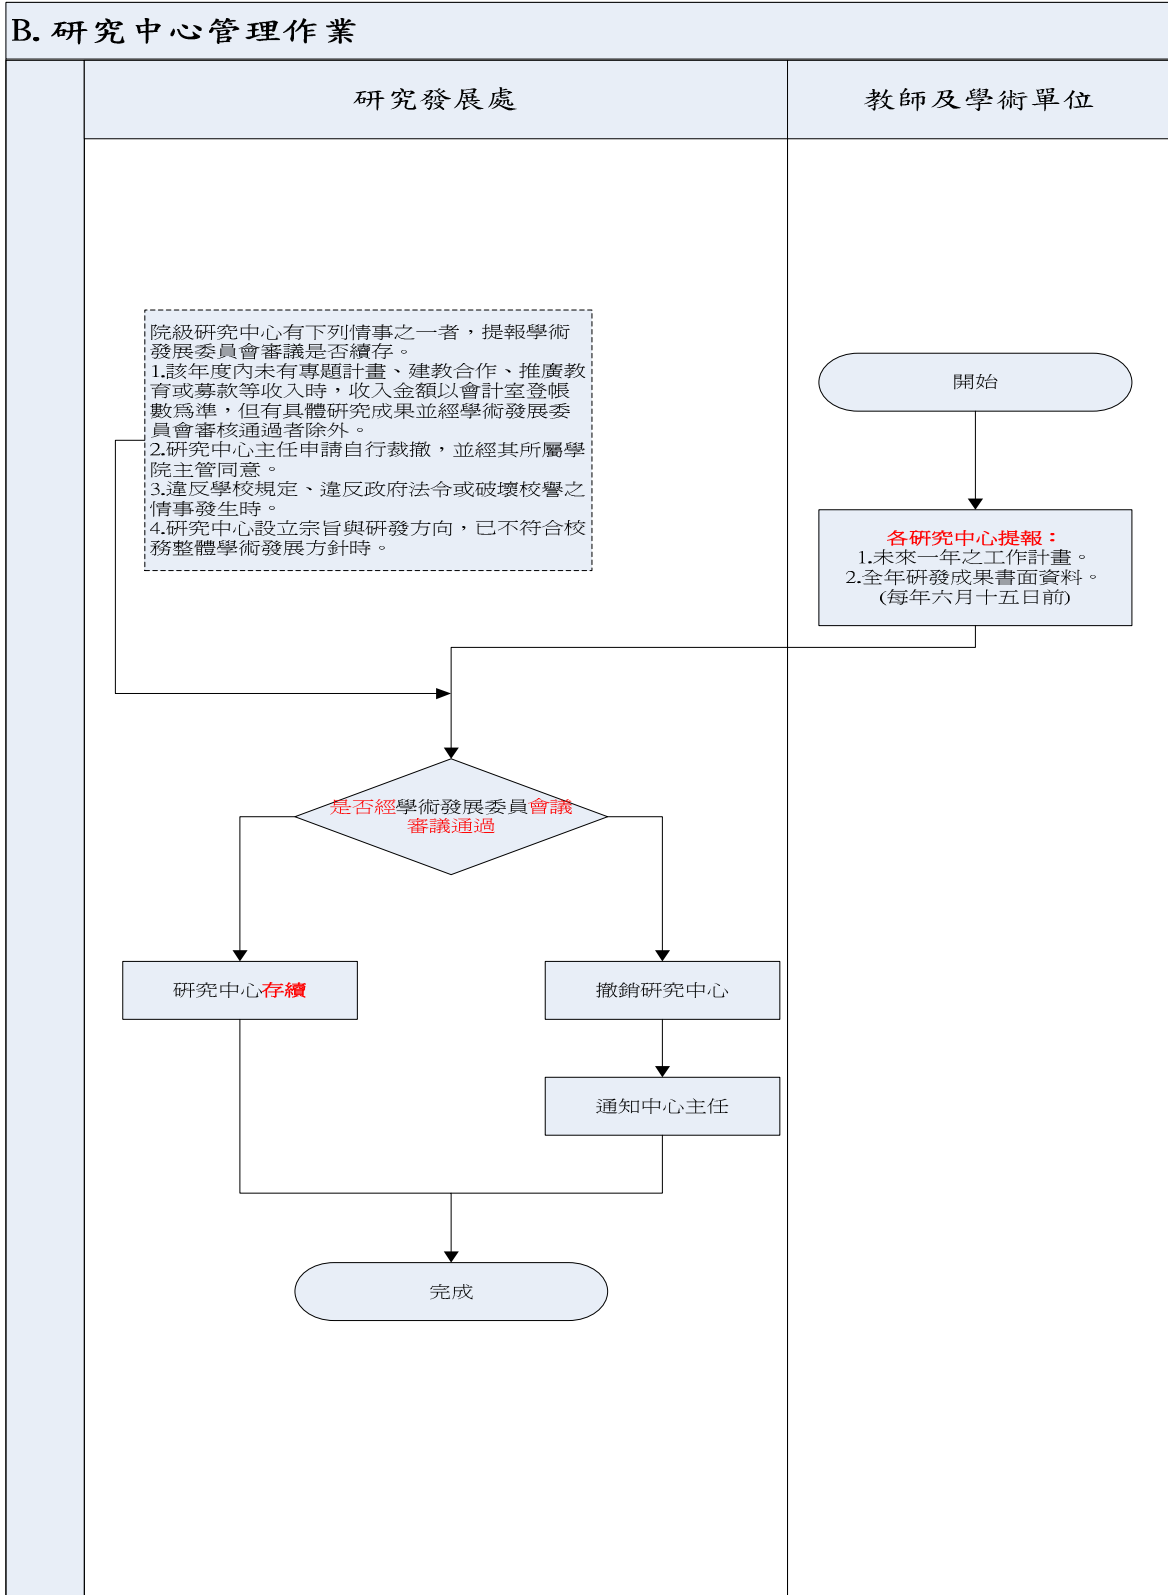 B. 研究中心管理作業
研究發展處
教師及學術單位
院級研究中心有下列情事之一者，提報學術
發展委員會審議是否續存。
1.該年度內未有專題計畫、建教合作、推廣教
育或募款等收入時，收入金額以會計室登帳
數為準，但有具體研究成果並經學術發展委
員會審核通過者除外。
2.研究中心主任申請自行裁撤，並經其所屬學
院主管同意。
3.違反學校規定、違反政府法令或破壞校譽之
情事發生時。
4.研究中心設立宗旨與研發方向，已不符合校
務整體學術發展方針時。
開始
各研究中心提報：
1.未來一年之工作計畫。
2.全年研發成果書面資料。
(每年六月十五日前)
是否經學術發展委員會議
審議通過
研究中心存續
撤銷研究中心
通知中心主任
完成